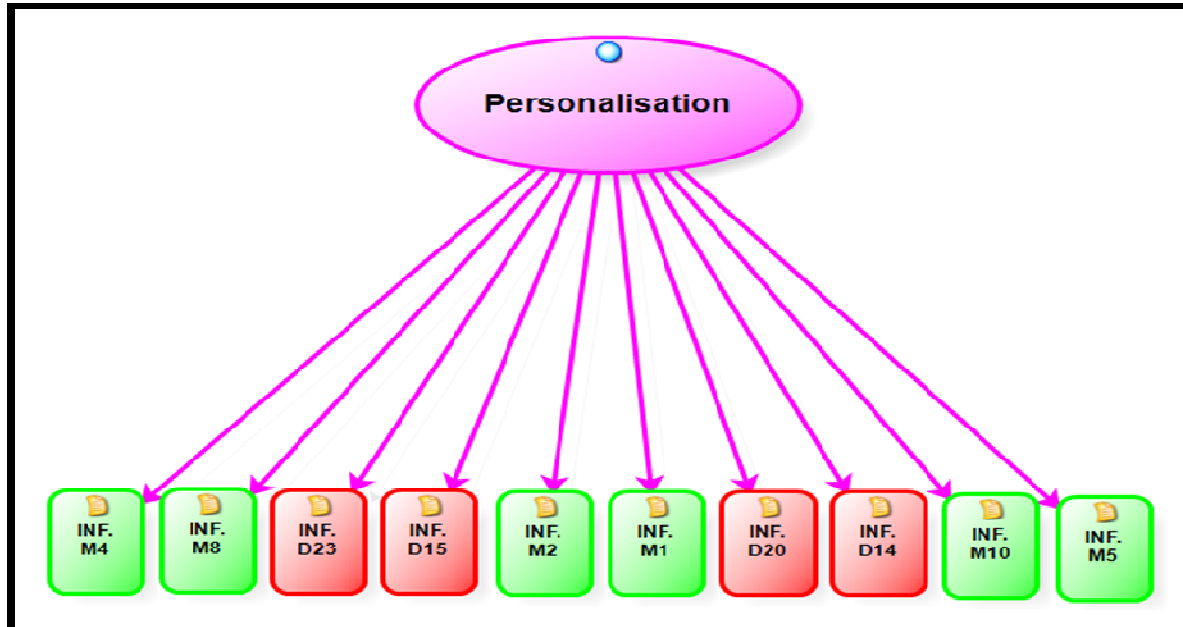 Personalisation
INF.
M4
INF.
M8
INF.
D23
INF.
D15
INF.
M2
INF.
M1
INF.
D20
INF.
D14
INF.
M10
INF.
M5